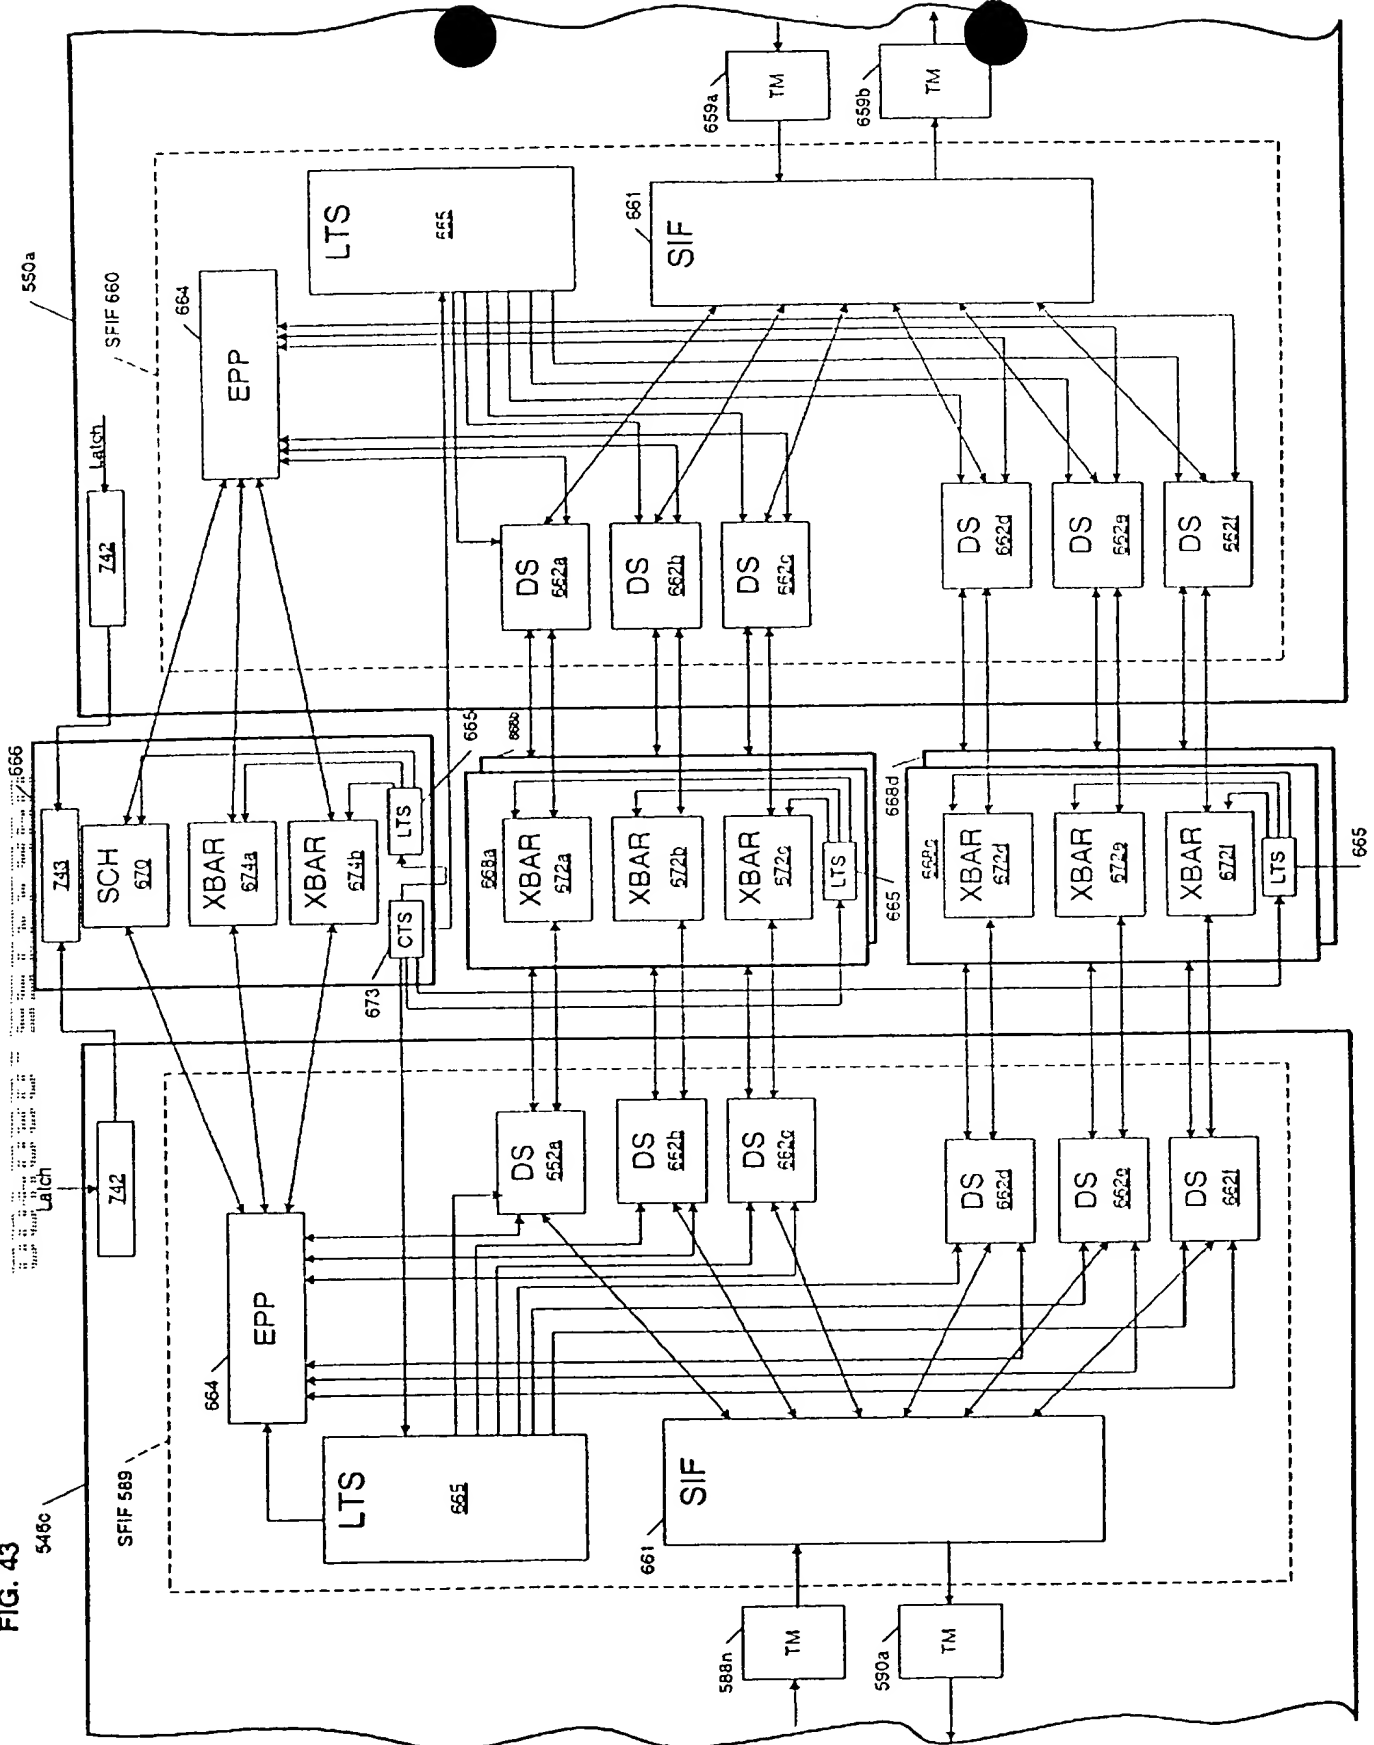 FIG. 43
546c
SFIF 589
Latch
742
664
EPP
LTS
665
661
SIF
588n
TM
590a
TM
DS
662a
DS
662b
DS
662c
DS
662d
DS
662e
DS
662f
666
743
SCH
670
XBAR
674a
XBAR
674b
CTS
673
LTS
665
668a
668b
XBAR
672a
XBAR
672b
XBAR
672c
LTS
665
668c
668d
XBAR
672d
XBAR
672e
XBAR
672f
LTS
665
550a
SFIF 660
Latch
742
664
EPP
LTS
665
661
SIF
659a
TM
659b
TM
DS
662a
DS
662b
DS
662c
DS
662d
DS
662e
DS
662f